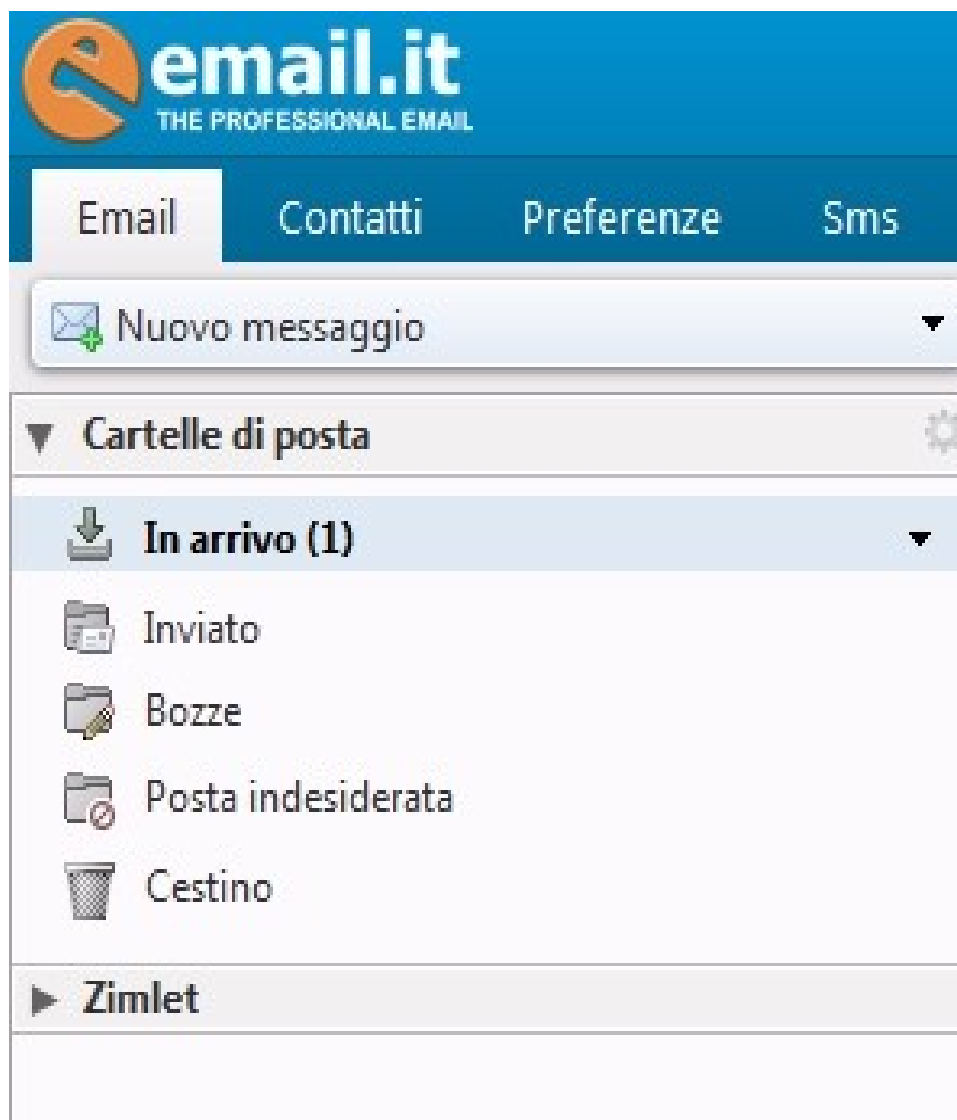 email.it
THE PROFESSIONAL EMAIL
Email Contatti Preferenze Sms
Nuovo messaggio
Cartelle di posta
In arrivo (1)
Inviato
Bozze
Posta indesiderata
Cestino
Zimlet